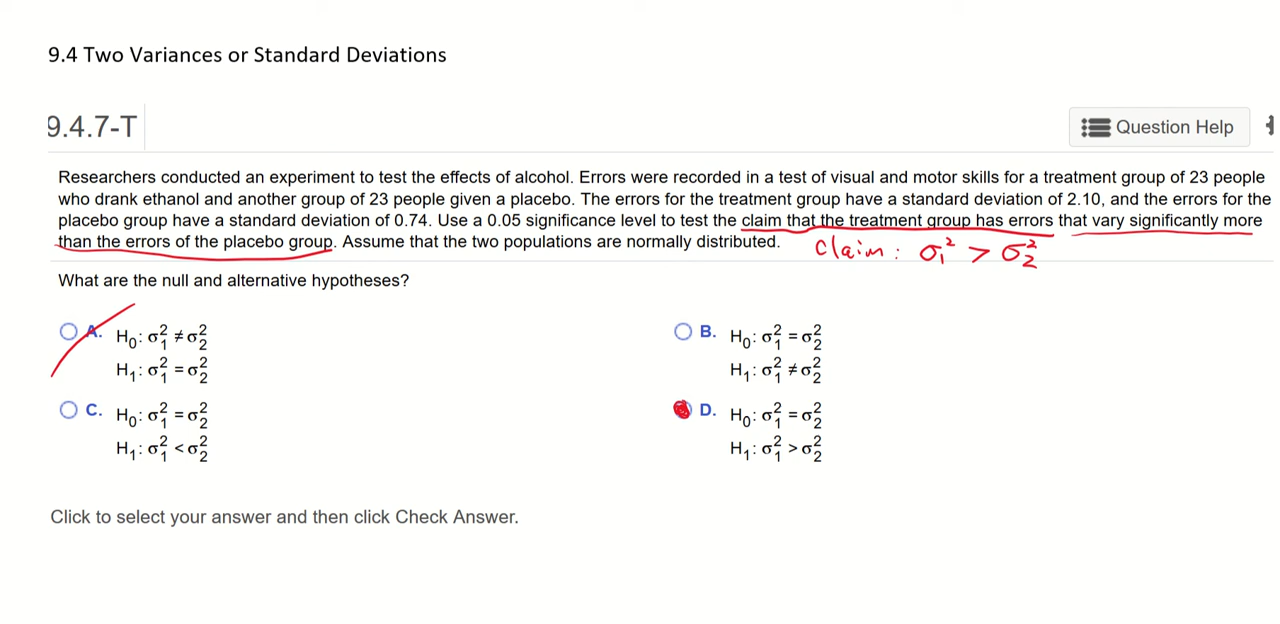 9.4 Two Variances or Standard Deviations
9.4.7-T
Question Help
Researchers conducted an experiment to test the effects of alcohol. Errors were recorded in a test of visual and motor skills for a treatment group of 23 people
who drank ethanol and another group of 23 people given a placebo. The errors for the treatment group have a standard deviation of 2.10, and the errors for the
placebo group have a standard deviation of 0.74. Use a 0.05 significance level to test the claim that the treatment group has errors that vary significantly more
than the errors of the placebo group. Assume that the two populations are normally distributed.
Claim: σ₁² > σ₂²
What are the null and alternative hypotheses?
A. H₀: σ₁² ≠ σ₂²
H₁: σ₁² = σ₂²
B. H₀: σ₁² = σ₂²
H₁: σ₁² ≠ σ₂²
C. H₀: σ₁² = σ₂²
H₁: σ₁² < σ₂²
D. H₀: σ₁² = σ₂²
H₁: σ₁² > σ₂²
Click to select your answer and then click Check Answer.